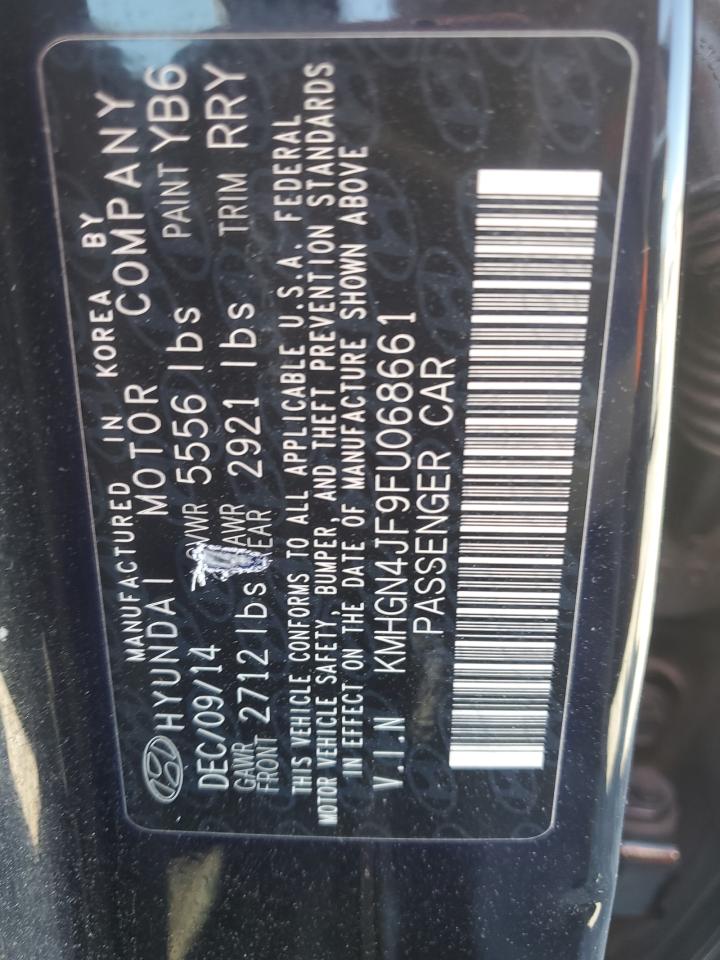 MANUFACTURED IN KOREA BY
HYUNDAI MOTOR COMPANY
DEC/09/14 GVWR 5556 lbs PAINT YB6
GAWR FRONT 2712 lbs GAWR REAR 2921 lbs TRIM RRY
THIS VEHICLE CONFORMS TO ALL APPLICABLE U.S.A. FEDERAL
MOTOR VEHICLE SAFETY, BUMPER, AND THEFT PREVENTION STANDARDS
IN EFFECT ON THE DATE OF MANUFACTURE SHOWN ABOVE
V.I.N KMHGN4JF9FU068661
PASSENGER CAR